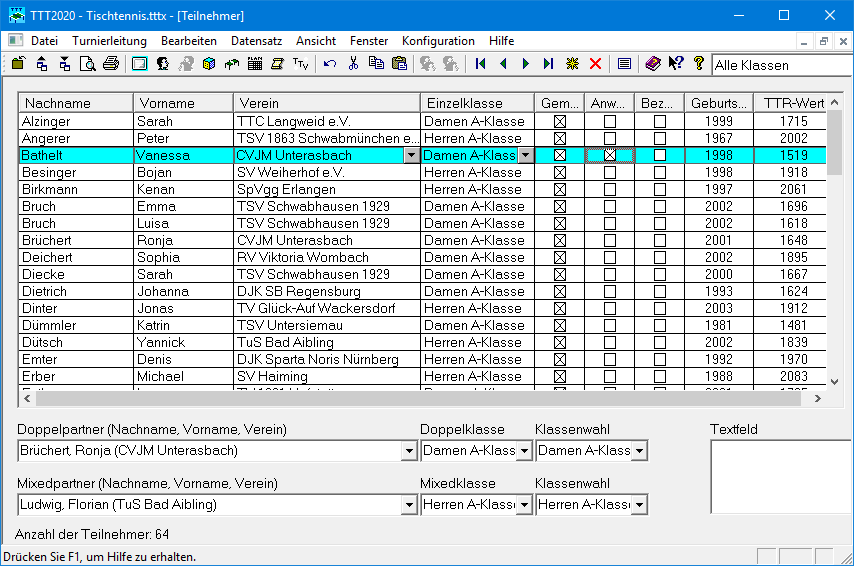 TTT2020 - Tischtennis.tttx - [Teilnehmer]
Datei Turnierleitung Bearbeiten Datensatz Ansicht Fenster Konfiguration Hilfe
Alle Klassen
Nachname Vorname Verein Einzelklasse Gem... Anw... Bez... Geburts... TTR-Wert
Alzinger Sarah TTC Langweid e.V. Damen A-Klasse 1999 1715
Angerer Peter TSV 1863 Schwabmünchen e... Herren A-Klasse 1967 2002
Bathelt Vanessa CVJM Unterasbach Damen A-Klass 1998 1519
Besinger Bojan SV Weiherhof e.V. Herren A-Klasse 1998 1918
Birkmann Kenan SpVgg Erlangen Herren A-Klasse 1997 2061
Bruch Emma TSV Schwabhausen 1929 Damen A-Klasse 2002 1696
Bruch Luisa TSV Schwabhausen 1929 Damen A-Klasse 2002 1618
Brüchert Ronja CVJM Unterasbach Damen A-Klasse 2001 1648
Deichert Sophia RV Viktoria Wombach Damen A-Klasse 2002 1895
Diecke Sarah TSV Schwabhausen 1929 Damen A-Klasse 2000 1667
Dietrich Johanna DJK SB Regensburg Damen A-Klasse 1993 1624
Dinter Jonas TV Glück-Auf Wackersdorf Herren A-Klasse 2003 1912
Dümmler Katrin TSV Untersiemau Damen A-Klasse 1981 1481
Dütsch Yannick TuS Bad Aibling Herren A-Klasse 2002 1839
Emter Denis DJK Sparta Noris Nürnberg Herren A-Klasse 1992 1970
Erber Michael SV Haiming Herren A-Klasse 1988 2083
Doppelpartner (Nachname, Vorname, Verein) Doppelklasse Klassenwahl Textfeld
Brüchert, Ronja (CVJM Unterasbach) Damen A-Klas Damen A-Klas
Mixedpartner (Nachname, Vorname, Verein) Mixedklasse Klassenwahl
Ludwig, Florian (TuS Bad Aibling) Herren A-Klass Herren A-Klass
Anzahl der Teilnehmer: 64
Drücken Sie F1, um Hilfe zu erhalten.